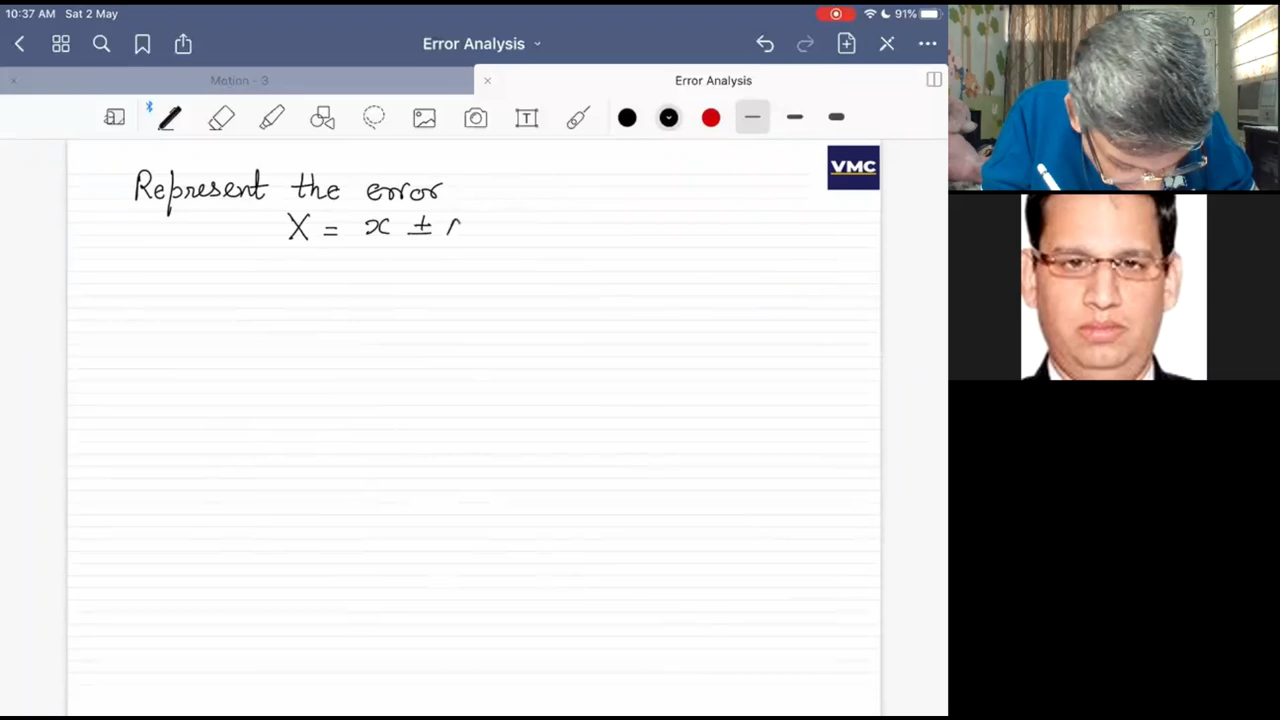 10:37 AM Sat 2 May
91%
Error Analysis
Motion - 3
Error Analysis
T
VMC
Represent the error
X = x ±